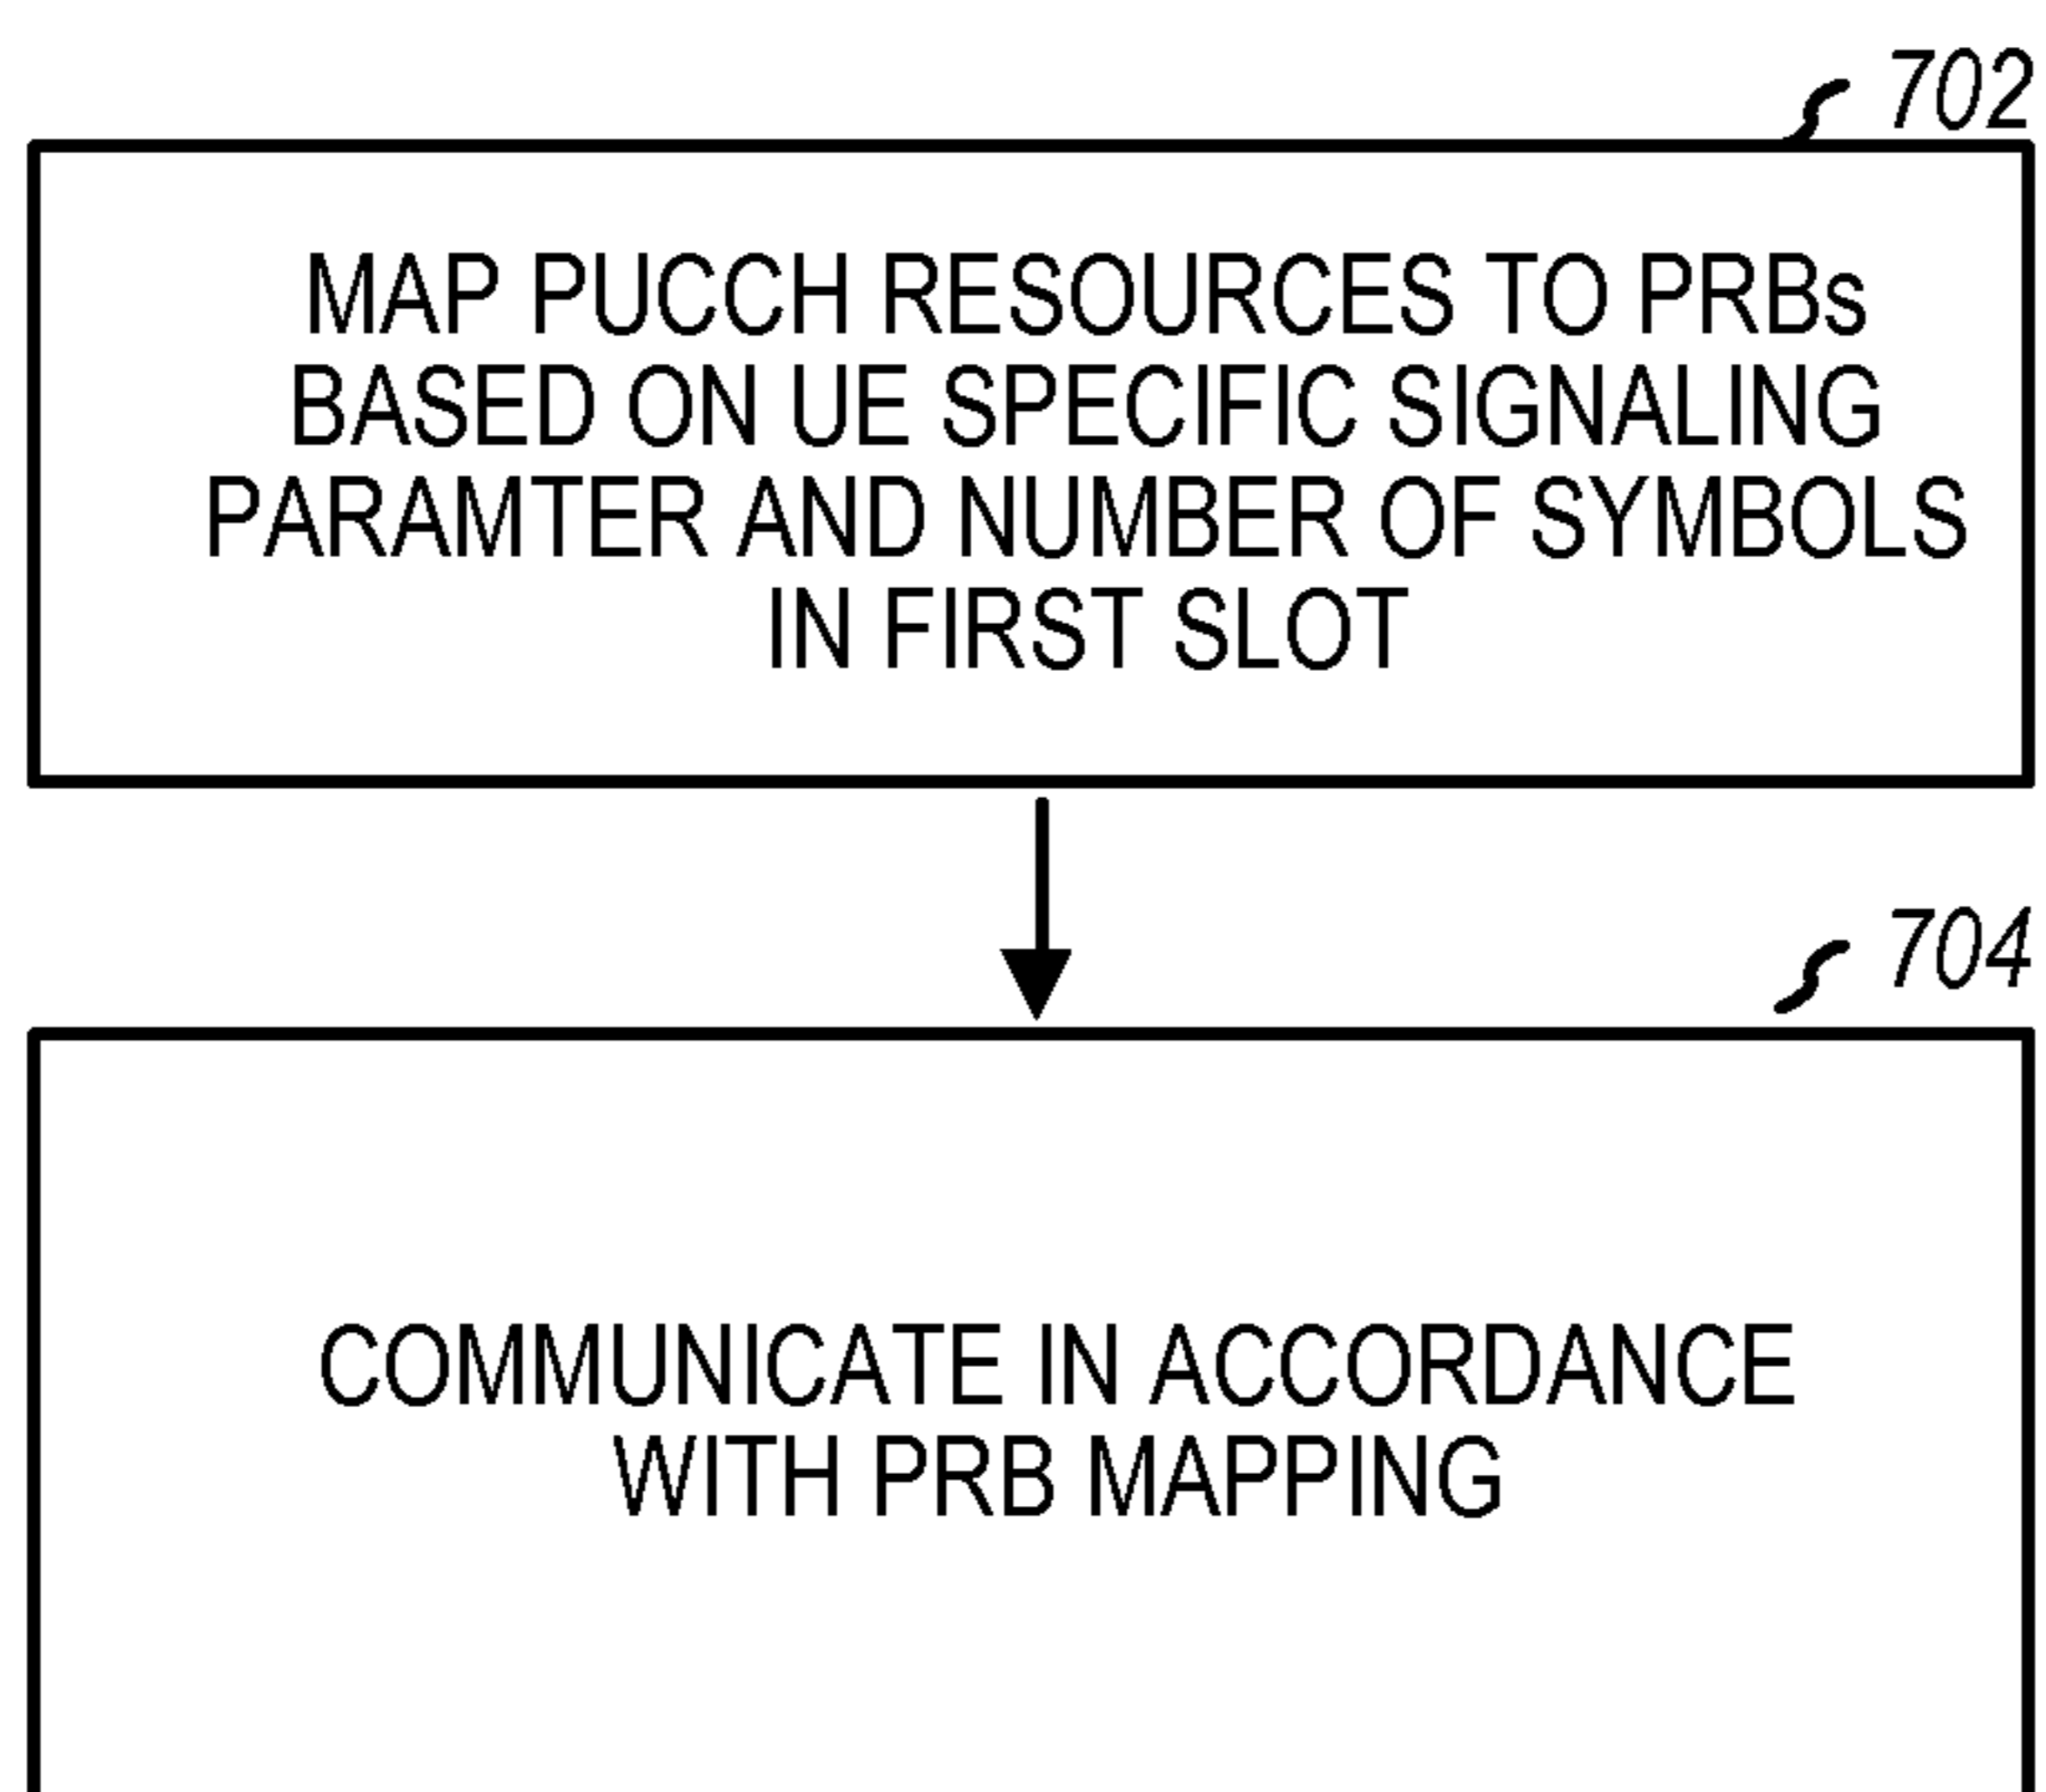 702
MAP PUCCH RESOURCES TO PRBs
BASED ON UE SPECIFIC SIGNALING
PARAMTER AND NUMBER OF SYMBOLS
IN FIRST SLOT
704
COMMUNICATE IN ACCORDANCE
WITH PRB MAPPING